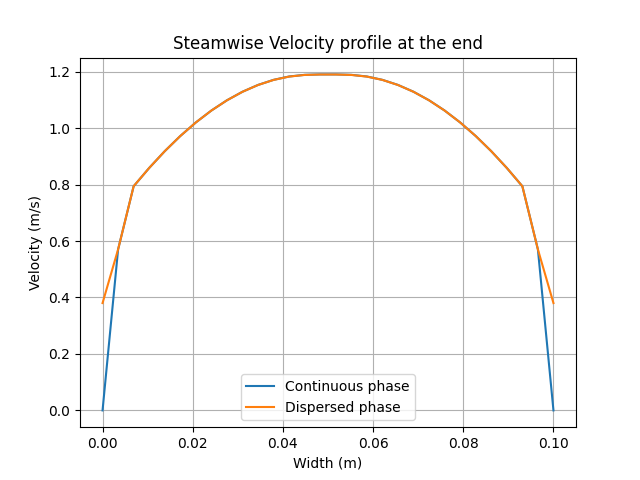 Steamwise Velocity profile at the end
1.2
1.0
0.8
0.6
0.4
0.2
0.0
Velocity (m/s)
Continuous phase
Dispersed phase
0.00 0.02 0.04 0.06 0.08 0.10
Width (m)